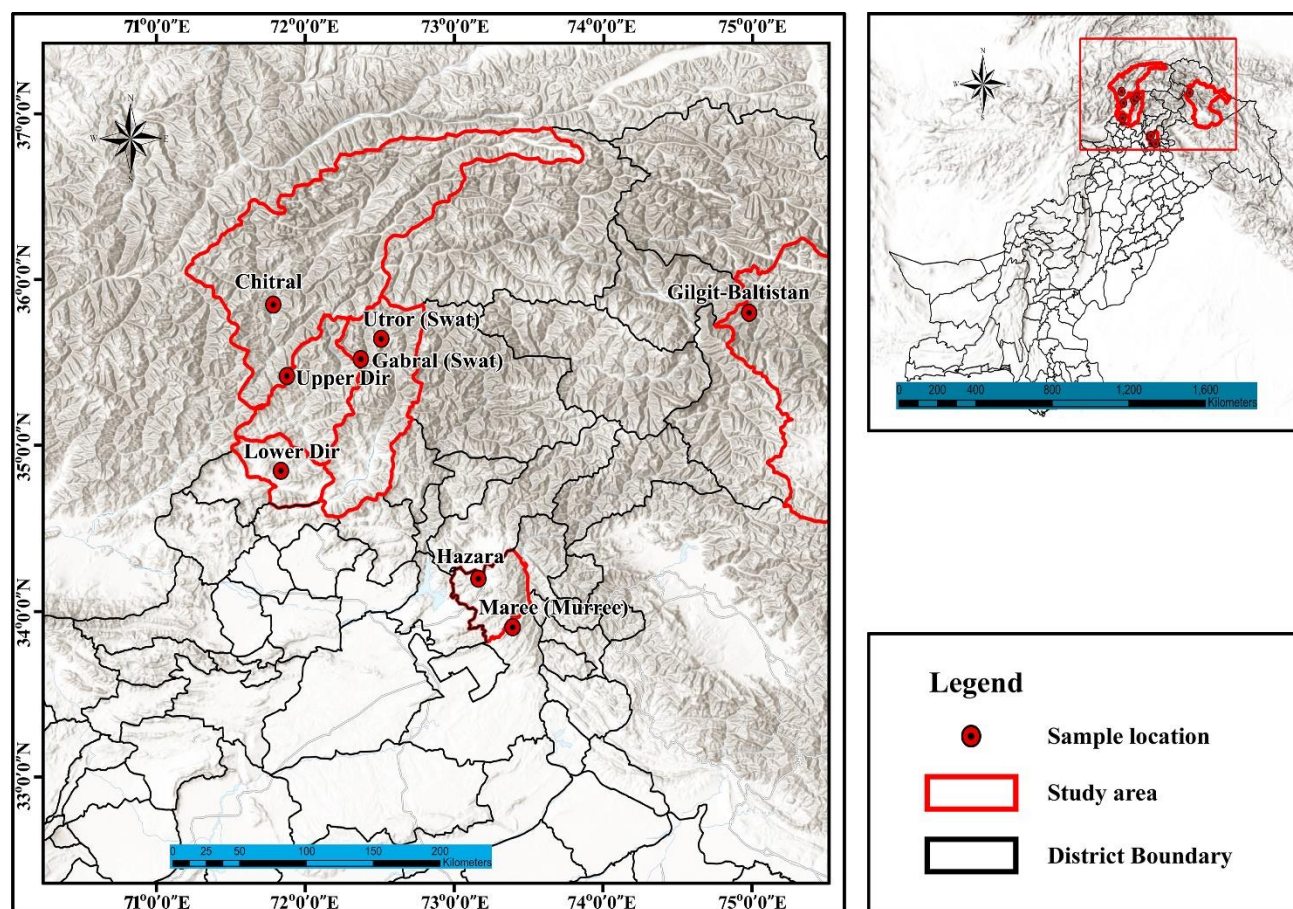 71°0'0"E 72°0'0"E 73°0'0"E 74°0'0"E 75°0'0"E
N
W E
S
37°0'0"N
36°0'0"N
35°0'0"N
34°0'0"N
33°0'0"N
Chitral
Gilgit-Baltistan
Utror (Swat)
Gabral (Swat)
Upper Dir
Lower Dir
Hazara
Maree (Murree)
0 25 50 100 150 200
Kilometers
71°0'0"E 72°0'0"E 73°0'0"E 74°0'0"E 75°0'0"E
N
W E
S
0 200 400 800 1,200 1,600
Kilometers
Legend
Sample location
Study area
District Boundary